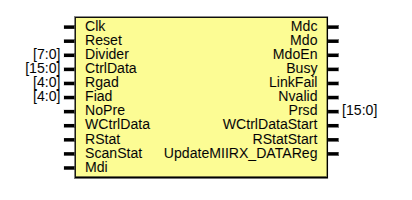 Clk Mdc
Reset Mdo
[7:0] Divider MdoEn
[15:0] CtrlData Busy
[4:0] Rgad LinkFail
[4:0] Fiad Nvalid
NoPre Prsd [15:0]
WCtrlData WCtrlDataStart
RStat RStatStart
ScanStat UpdateMIIRX_DATAReg
Mdi